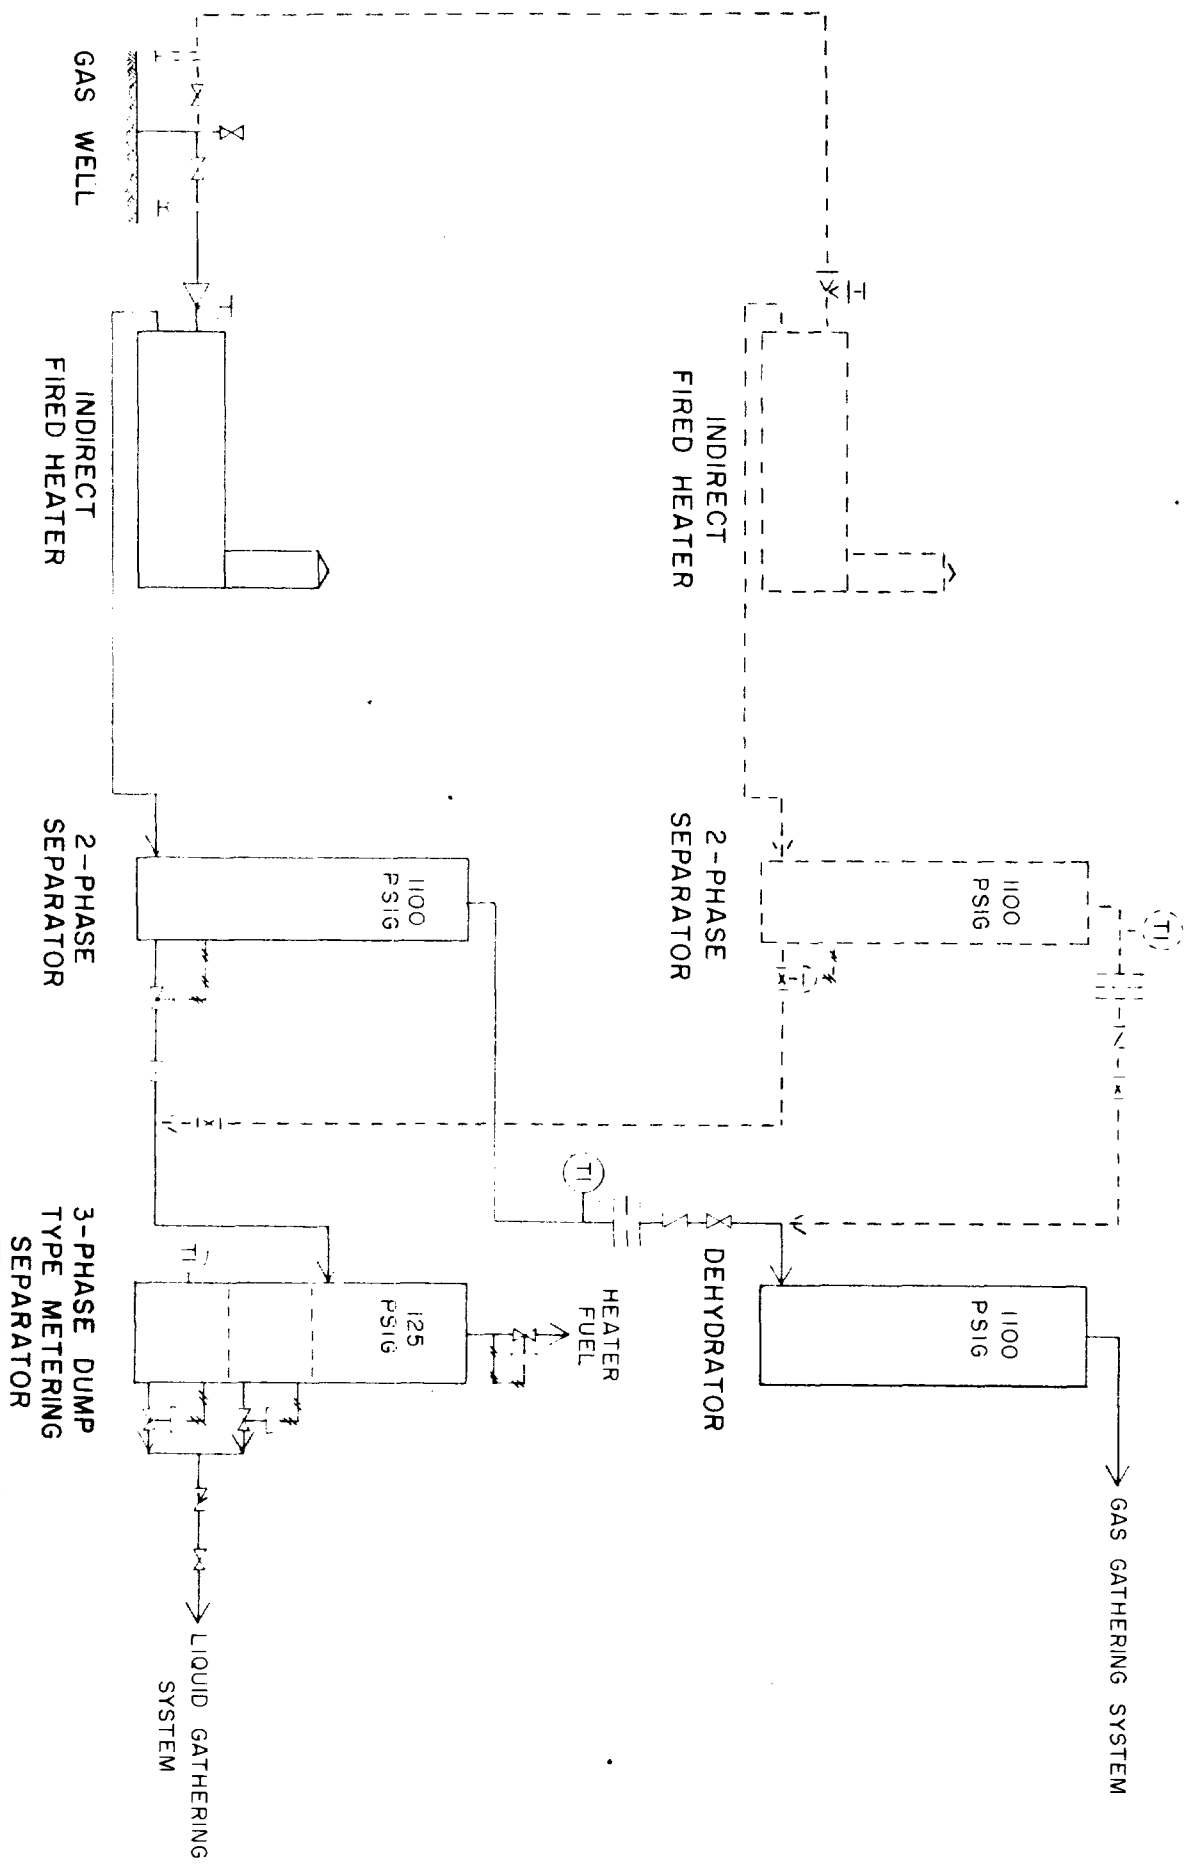 INDIRECT
FIRED HEATER
2-PHASE
SEPARATOR
1100
PSIG
TI
1100
PSIG
DEHYDRATOR
GAS GATHERING SYSTEM
TI
HEATER
FUEL
GAS WELL
INDIRECT
FIRED HEATER
2-PHASE
SEPARATOR
1100
PSIG
125
PSIG
TI
3-PHASE DUMP
TYPE METERING
SEPARATOR
LIQUID GATHERING
SYSTEM